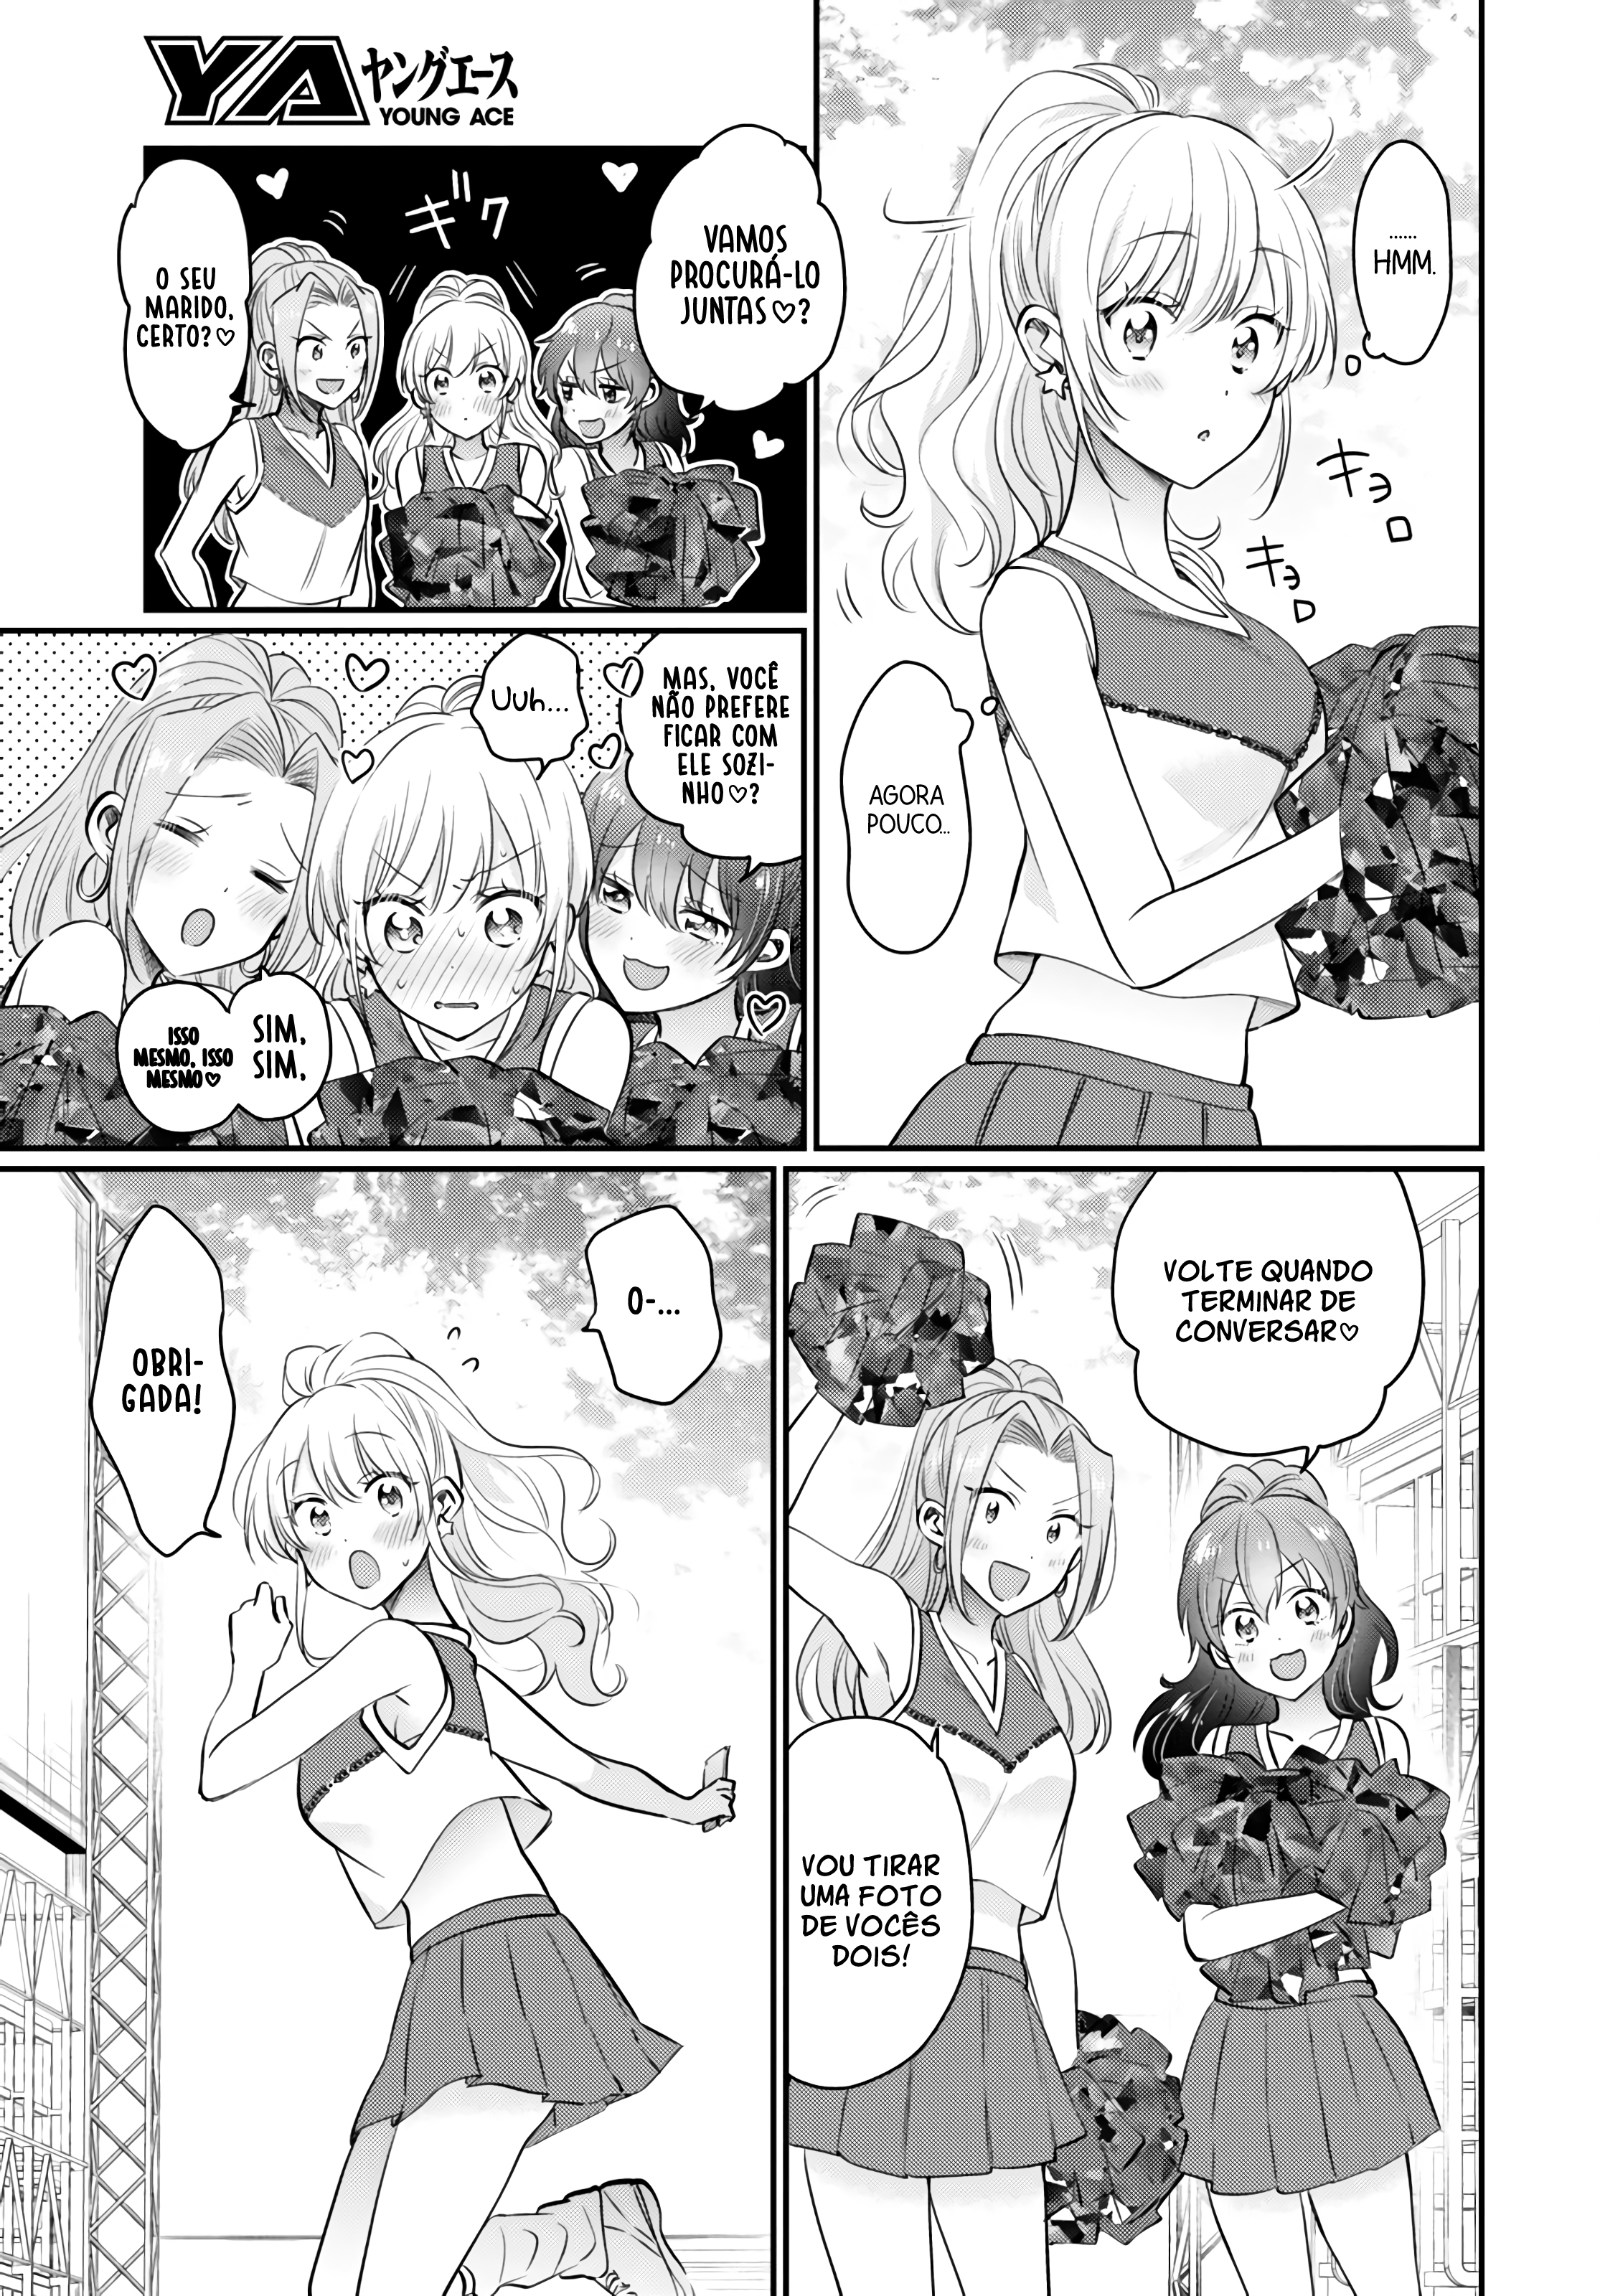 ......
HMM.
キョロ
キョロ
AGORA
POUCO...
YA ヤングエース
YOUNG ACE
VAMOS
PROCURÁ-LO
JUNTAS♡?
ギク
O SEU
MARIDO,
CERTO?♡
MAS, VOCÊ
NÃO PREFERE
FICAR COM
ELE SOZI-
NHO♡?
Uuh...
SIM,
SIM,
ISSO
MESMO, ISSO
MESMO♡
VOLTE QUANDO
TERMINAR DE
CONVERSAR♡
VOU TIRAR
UMA FOTO
DE VOCÊS
DOIS!
O-...
OBRI-
GADA!